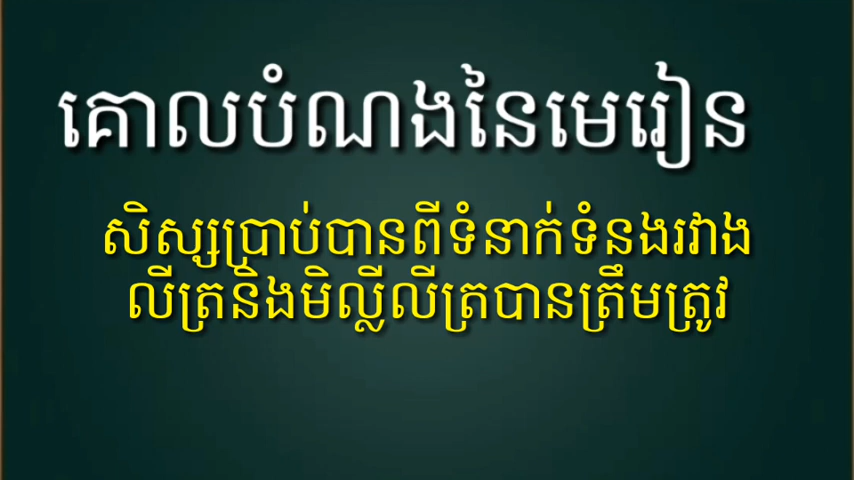 គោលបំណងនៃមេរៀន
សិស្សប្រាប់បានពីទំនាក់ទំនងរវាង
លីត្រនិងមិល្លីលីត្របានត្រឹមត្រូវ